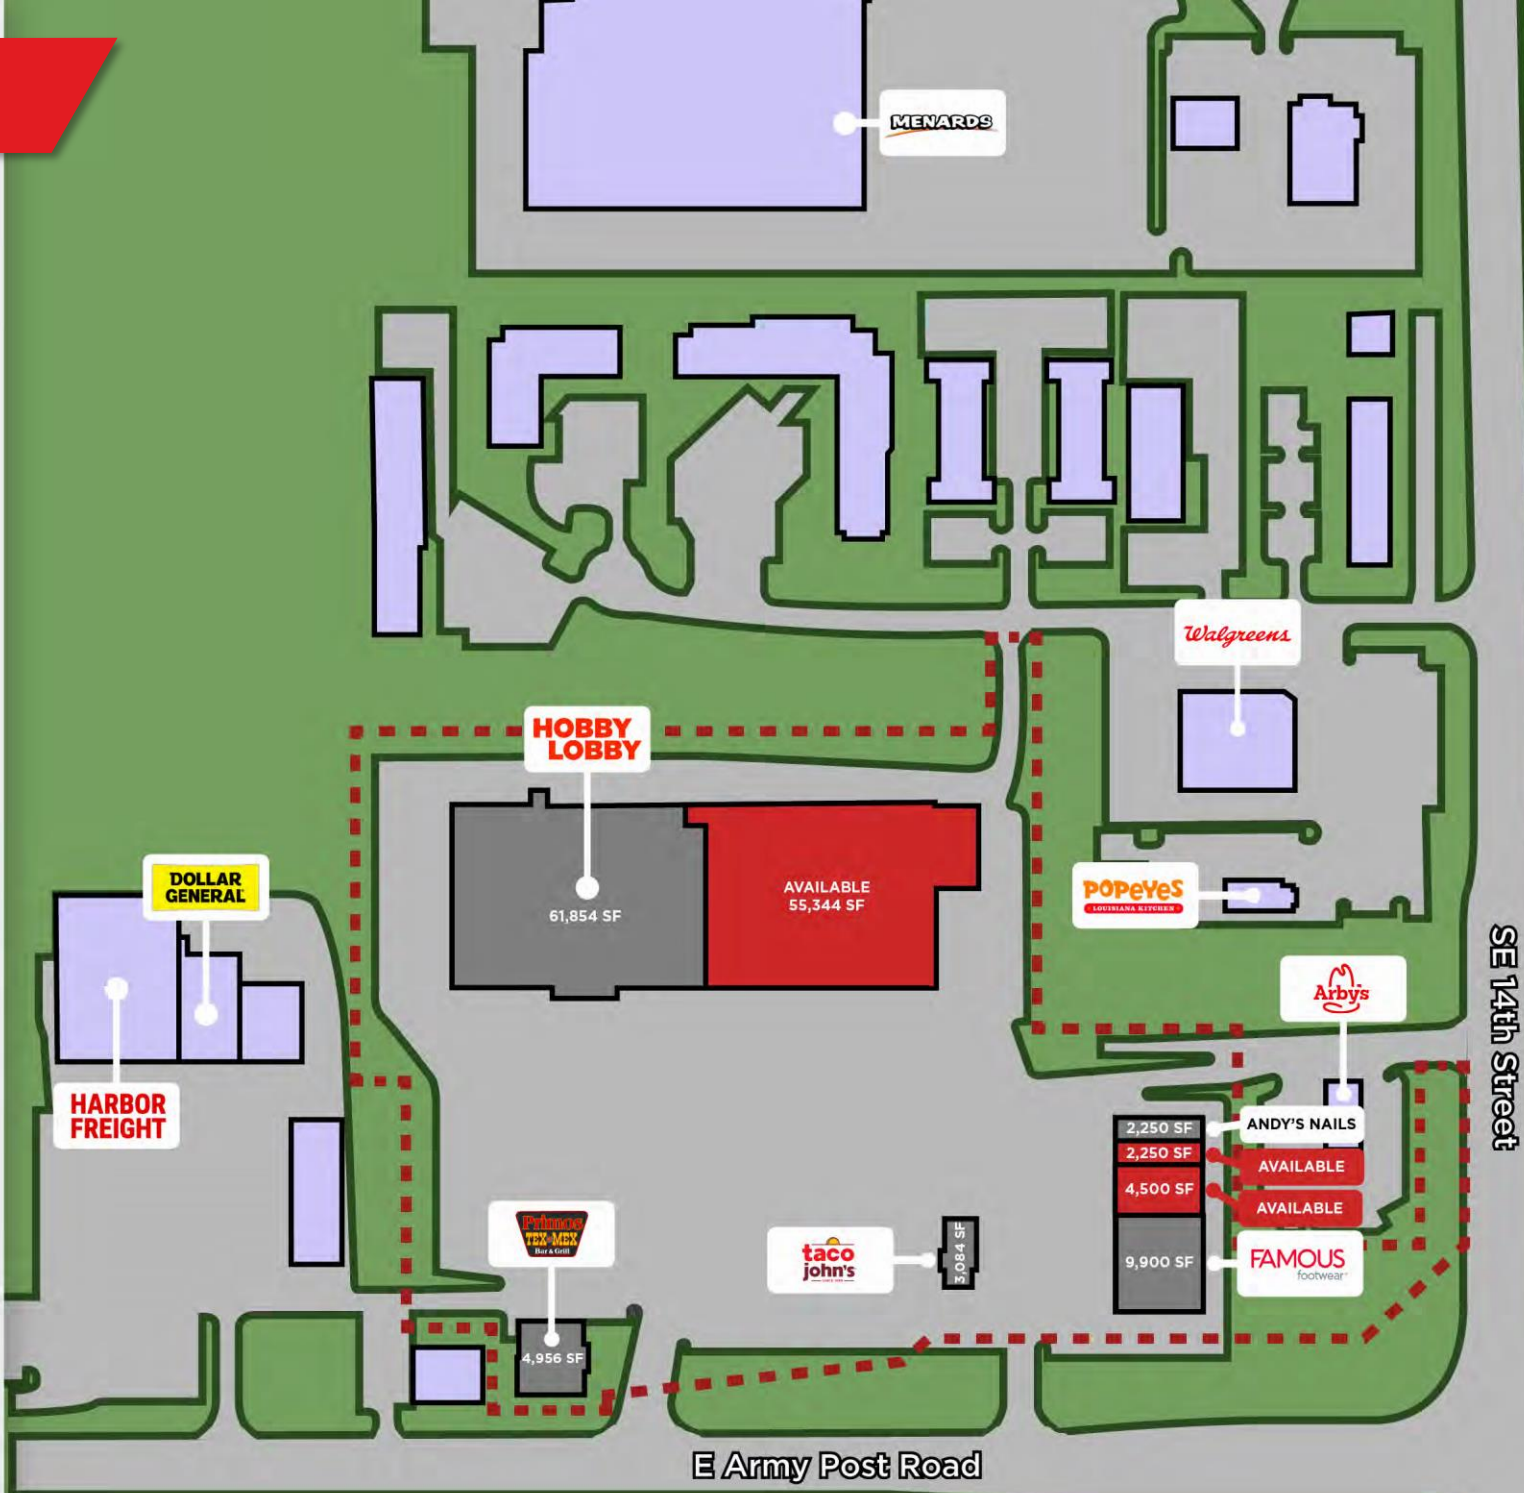 MENARDS
Walgreens
HOBBY
LOBBY
61,854 SF
AVAILABLE
55,344 SF
DOLLAR
GENERAL
POPEYES
LOUISIANA KITCHEN
Arby's
SE 14th Street
HARBOR
FREIGHT
2,250 SF
ANDY'S NAILS
2,250 SF
AVAILABLE
4,500 SF
AVAILABLE
9,900 SF
FAMOUS
footwear
Primos
TEX-MEX
Bar & Grill
4,956 SF
taco
john's
3,084 SF
E Army Post Road